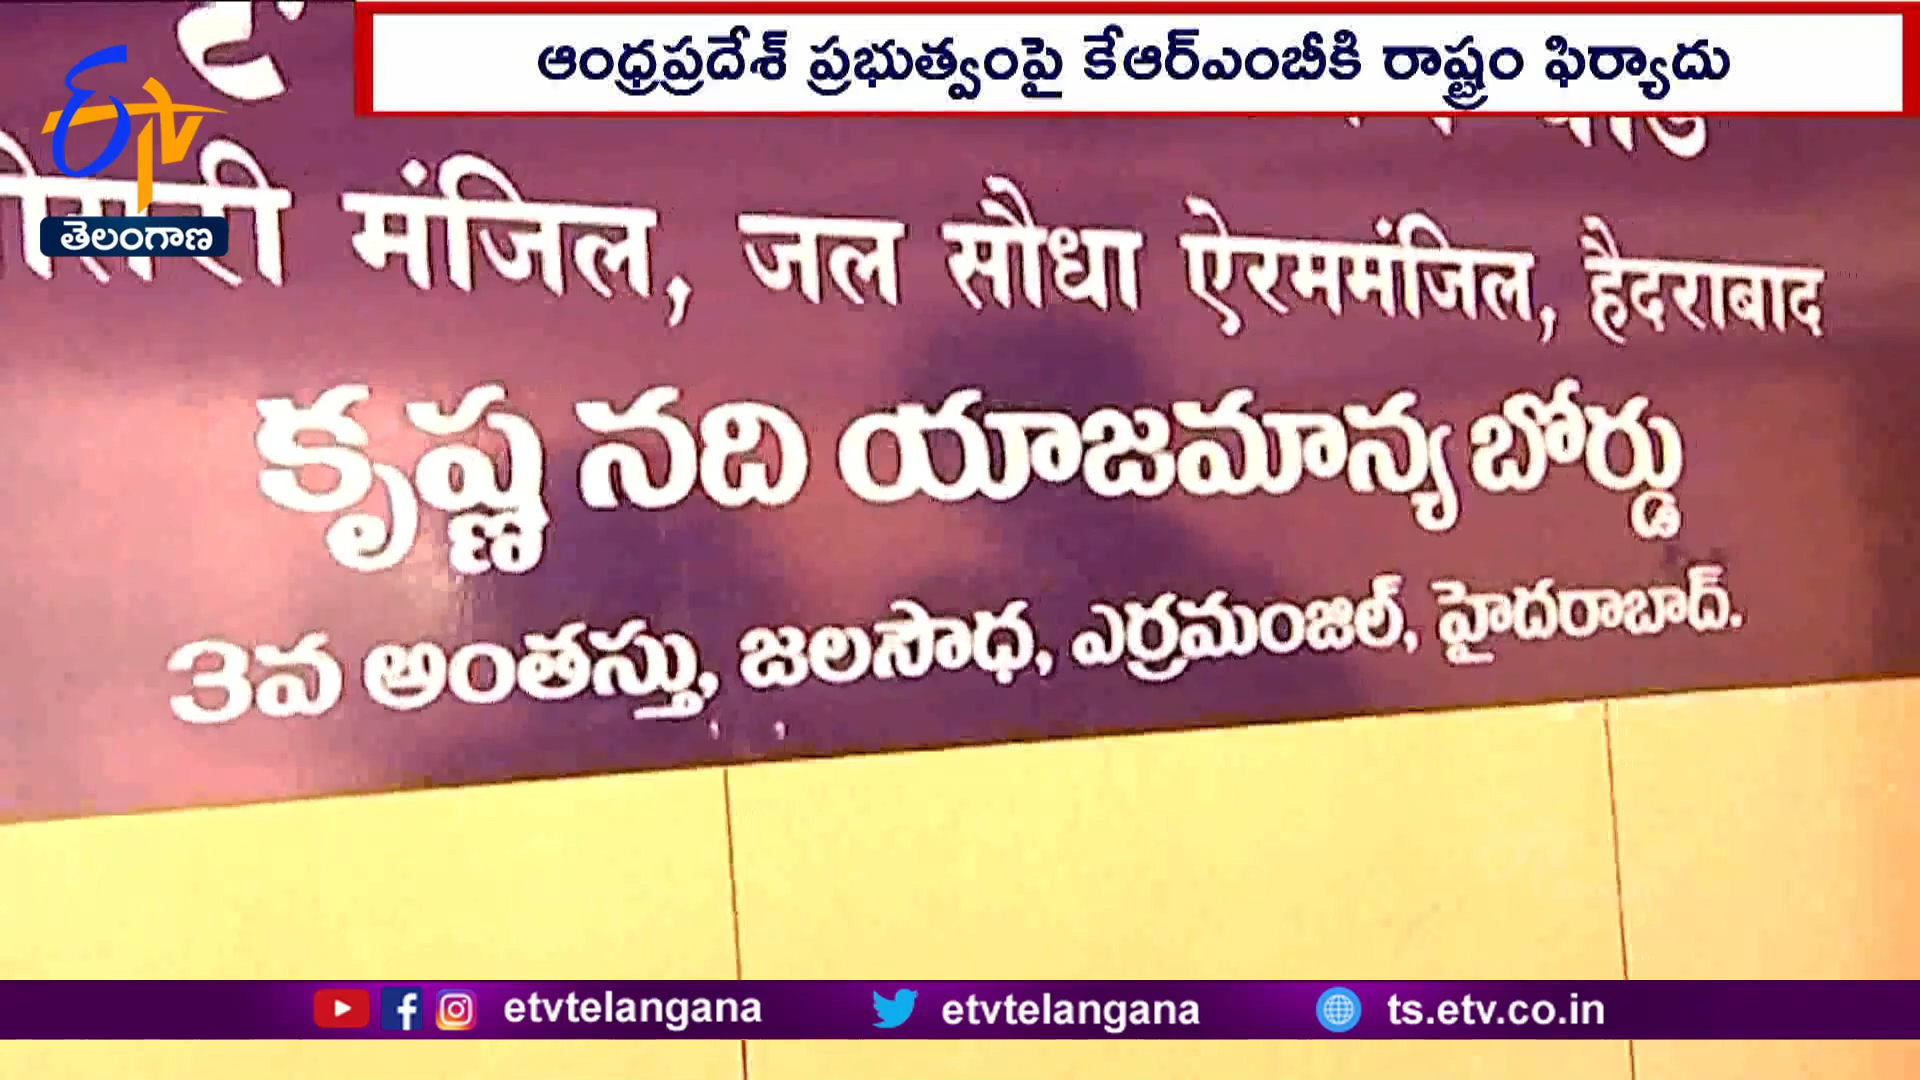 ఆంధ్రప్రదేశ్ ప్రభుత్వంపై కేఆర్ఎంబీకి రాష్ట్రం ఫిర్యాదు
ETV
తెలంగాణ
मंजिल, जल सौधा ऐरममंजिल, हैदराबाद
కృష్ణ నది యాజమాన్య బోర్డు
3వ అంతస్తు, జలసౌధ, ఎర్రమంజిల్, హైదరాబాద్.
etvtelangana etvtelangana ts.etv.co.in